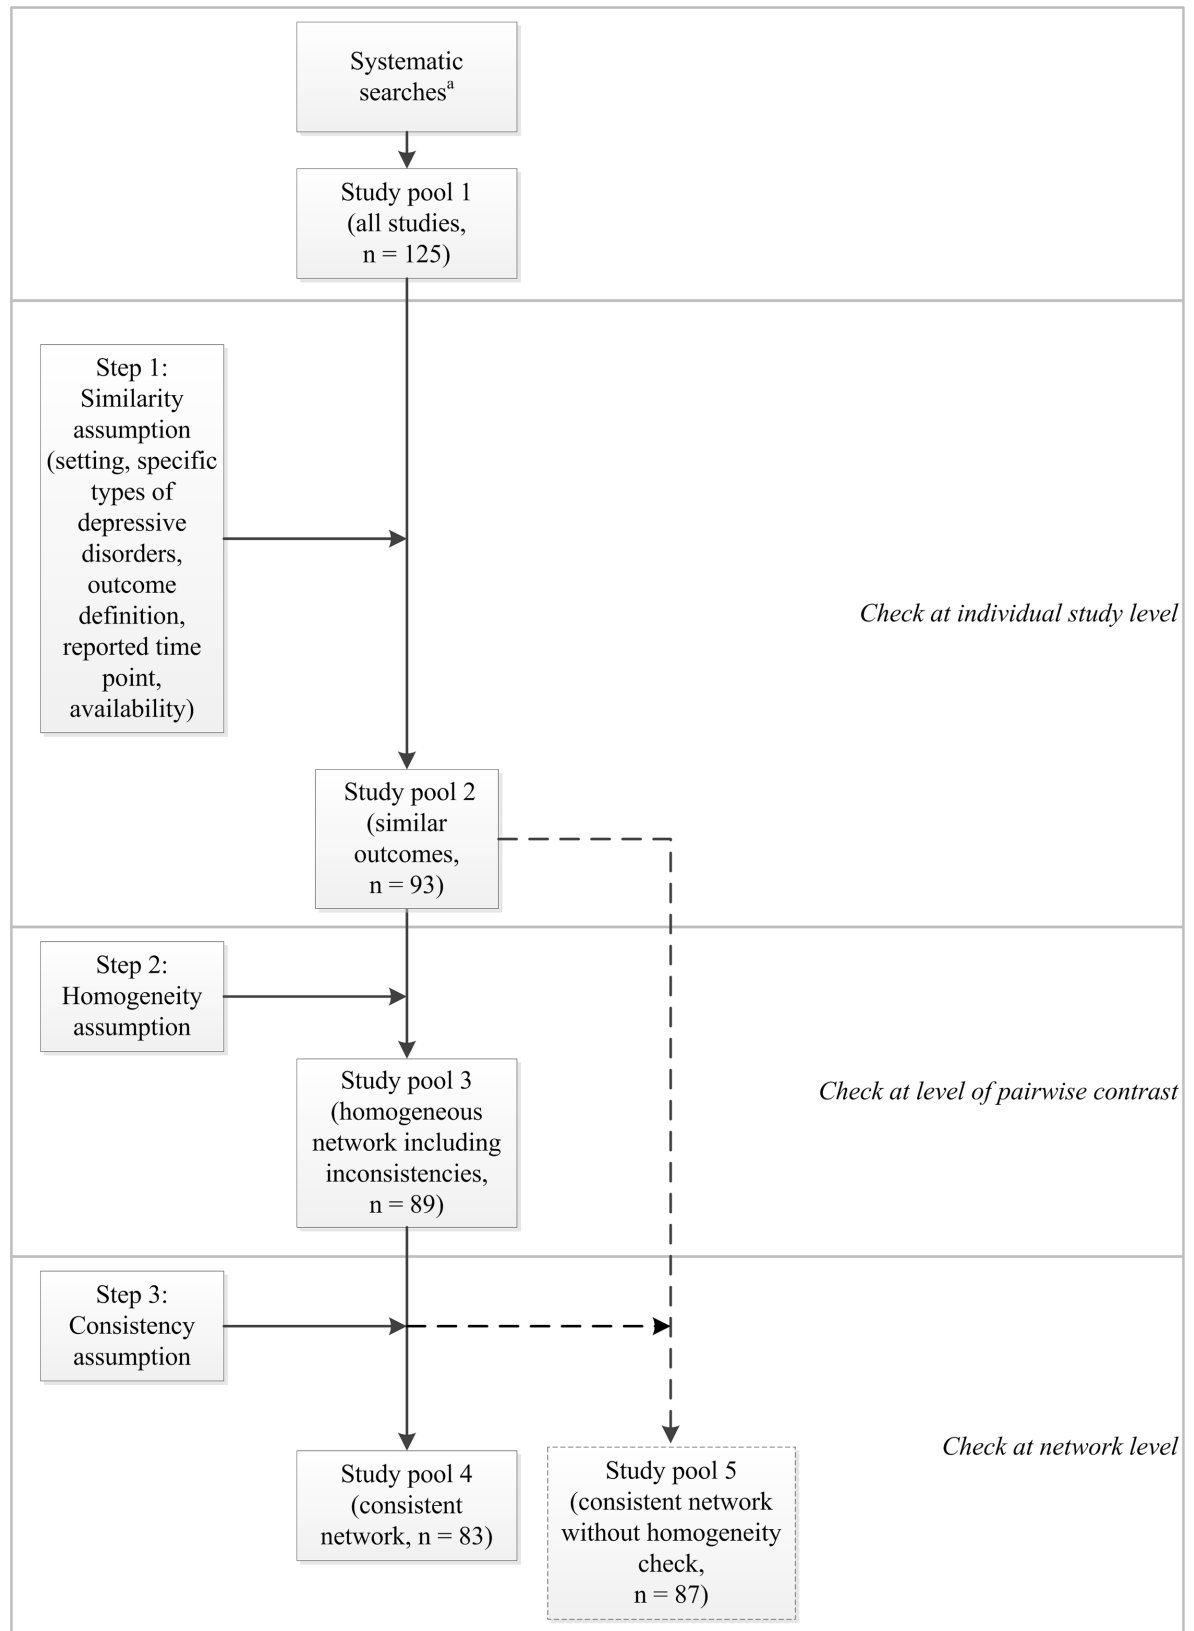 Systematic
searchesᵃ
Study pool 1
(all studies,
n = 125)
Step 1:
Similarity
assumption
(setting, specific
types of
depressive
disorders,
outcome
definition,
reported time
point,
availability)
Check at individual study level
Study pool 2
(similar
outcomes,
n = 93)
Step 2:
Homogeneity
assumption
Study pool 3
(homogeneous
network including
inconsistencies,
n = 89)
Check at level of pairwise contrast
Step 3:
Consistency
assumption
Study pool 4
(consistent
network, n = 83)
Study pool 5
(consistent network
without homogeneity
check,
n = 87)
Check at network level